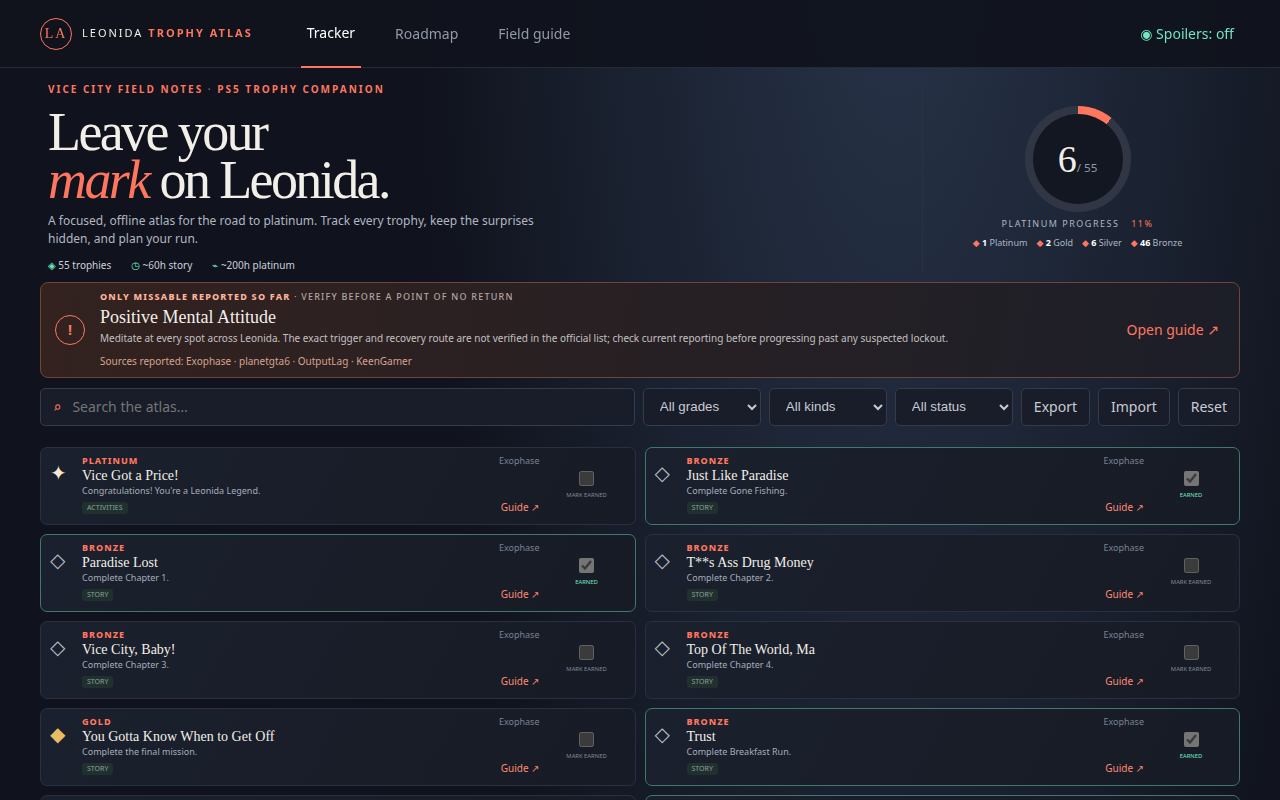 LA LEONIDA TROPHY ATLAS Tracker Roadmap Field guide ◉ Spoilers: off
VICE CITY FIELD NOTES · PS5 TROPHY COMPANION
Leave your
mark on Leonida.
A focused, offline atlas for the road to platinum. Track every trophy, keep the surprises
hidden, and plan your run.
◈ 55 trophies ◷ ~60h story ⌁ ~200h platinum
6 / 55
PLATINUM PROGRESS 11%
◆ 1 Platinum ◆ 2 Gold ◆ 6 Silver ◆ 46 Bronze
! ONLY MISSABLE REPORTED SO FAR · VERIFY BEFORE A POINT OF NO RETURN
Positive Mental Attitude
Meditate at every spot across Leonida. The exact trigger and recovery route are not verified in the official list; check current reporting before progressing past any suspected lockout.
Sources reported: Exophase · planetgta6 · OutputLag · KeenGamer
Open guide ↗
Search the atlas... All grades All kinds All status Export Import Reset
PLATINUM
Vice Got a Price!
Congratulations! You're a Leonida Legend.
ACTIVITIES
Exophase
Guide ↗
MARK EARNED
BRONZE
Just Like Paradise
Complete Gone Fishing.
STORY
Exophase
Guide ↗
EARNED
BRONZE
Paradise Lost
Complete Chapter 1.
STORY
Exophase
Guide ↗
EARNED
BRONZE
T**s Ass Drug Money
Complete Chapter 2.
STORY
Exophase
Guide ↗
MARK EARNED
BRONZE
Vice City, Baby!
Complete Chapter 3.
STORY
Exophase
Guide ↗
MARK EARNED
BRONZE
Top Of The World, Ma
Complete Chapter 4.
STORY
Exophase
Guide ↗
MARK EARNED
GOLD
You Gotta Know When to Get Off
Complete the final mission.
STORY
Exophase
Guide ↗
MARK EARNED
BRONZE
Trust
Complete Breakfast Run.
STORY
Exophase
Guide ↗
EARNED